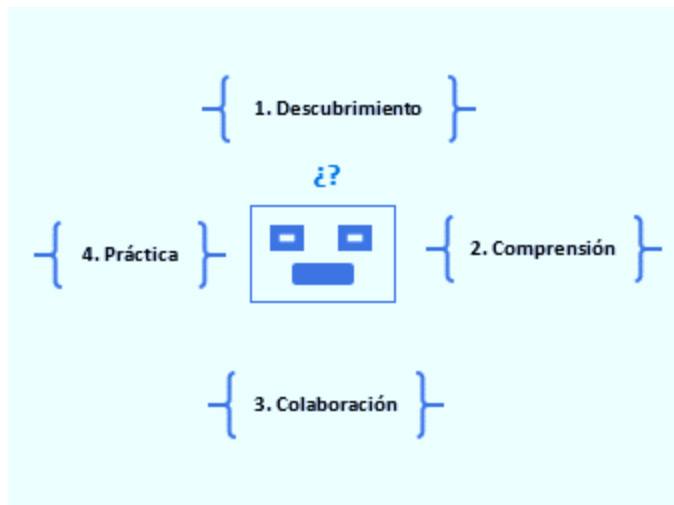 1. Descubrimiento
¿?
4. Práctica
2. Comprensión
3. Colaboración